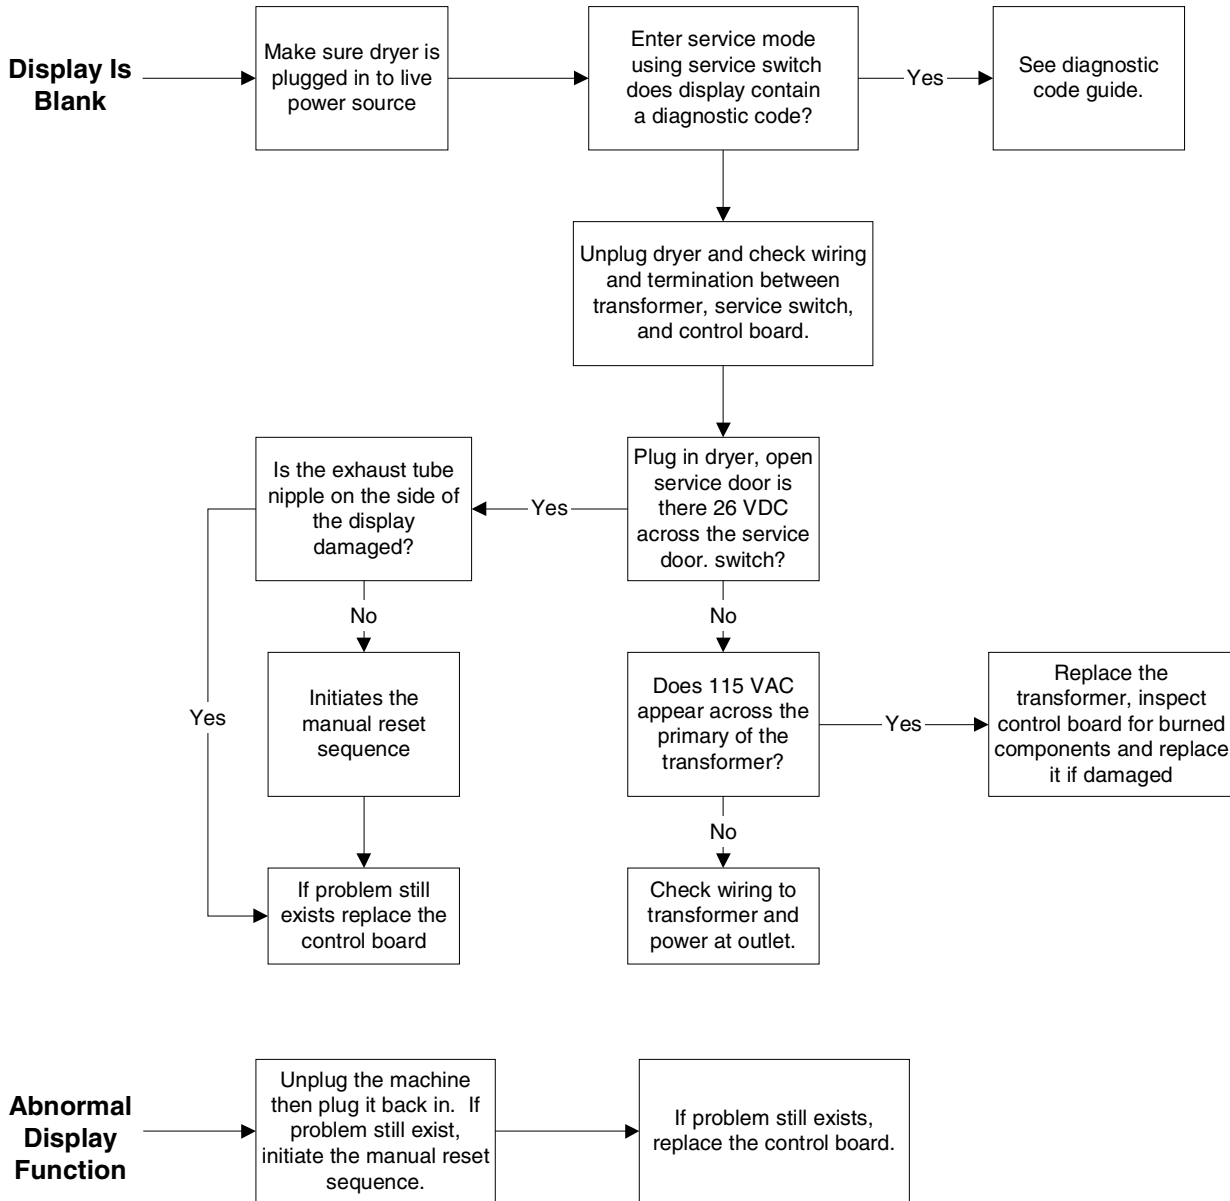 Display Is
Blank
Make sure dryer is
plugged in to live
power source
Enter service mode
using service switch
does display contain
a diagnostic code?
Yes
See diagnostic
code guide.
Unplug dryer and check wiring
and termination between
transformer, service switch,
and control board.
Plug in dryer, open
service door is
there 26 VDC
across the service
door. switch?
Yes
Is the exhaust tube
nipple on the side of
the display
damaged?
No
No
Initiates the
manual reset
sequence
Yes
Does 115 VAC
appear across the
primary of the
transformer?
Yes
Replace the
transformer, inspect
control board for burned
components and replace
it if damaged
No
If problem still
exists replace the
control board
Check wiring to
transformer and
power at outlet.
Abnormal
Display
Function
Unplug the machine
then plug it back in.  If
problem still exist,
initiate the manual reset
sequence.
If problem still exists,
replace the control board.